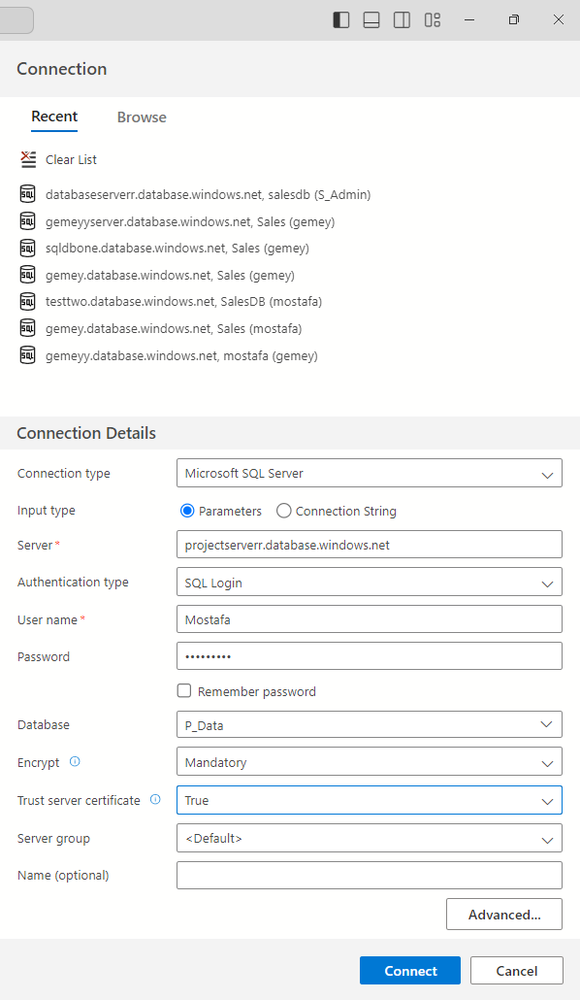 Connection
Recent Browse
Clear List
databaseserverr.database.windows.net, salesdb (S_Admin)
gemeyyserver.database.windows.net, Sales (gemey)
sqldbone.database.windows.net, Sales (gemey)
gemey.database.windows.net, Sales (gemey)
testtwo.database.windows.net, SalesDB (mostafa)
gemey.database.windows.net, Sales (mostafa)
gemeyy.database.windows.net, mostafa (gemey)
Connection Details
Connection type Microsoft SQL Server
Input type Parameters Connection String
Server * projectserverr.database.windows.net
Authentication type SQL Login
User name * Mostafa
Password •••••••••
Remember password
Database P_Data
Encrypt Mandatory
Trust server certificate True
Server group <Default>
Name (optional)
Advanced...
Connect Cancel